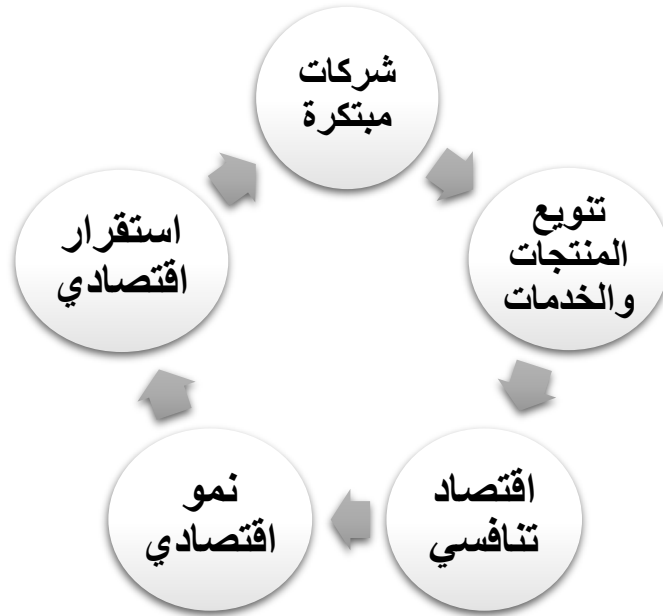 شركات
مبتكرة
تنويع
المنتجات
والخدمات
اقتصاد
تنافسي
نمو
اقتصادي
استقرار
اقتصادي